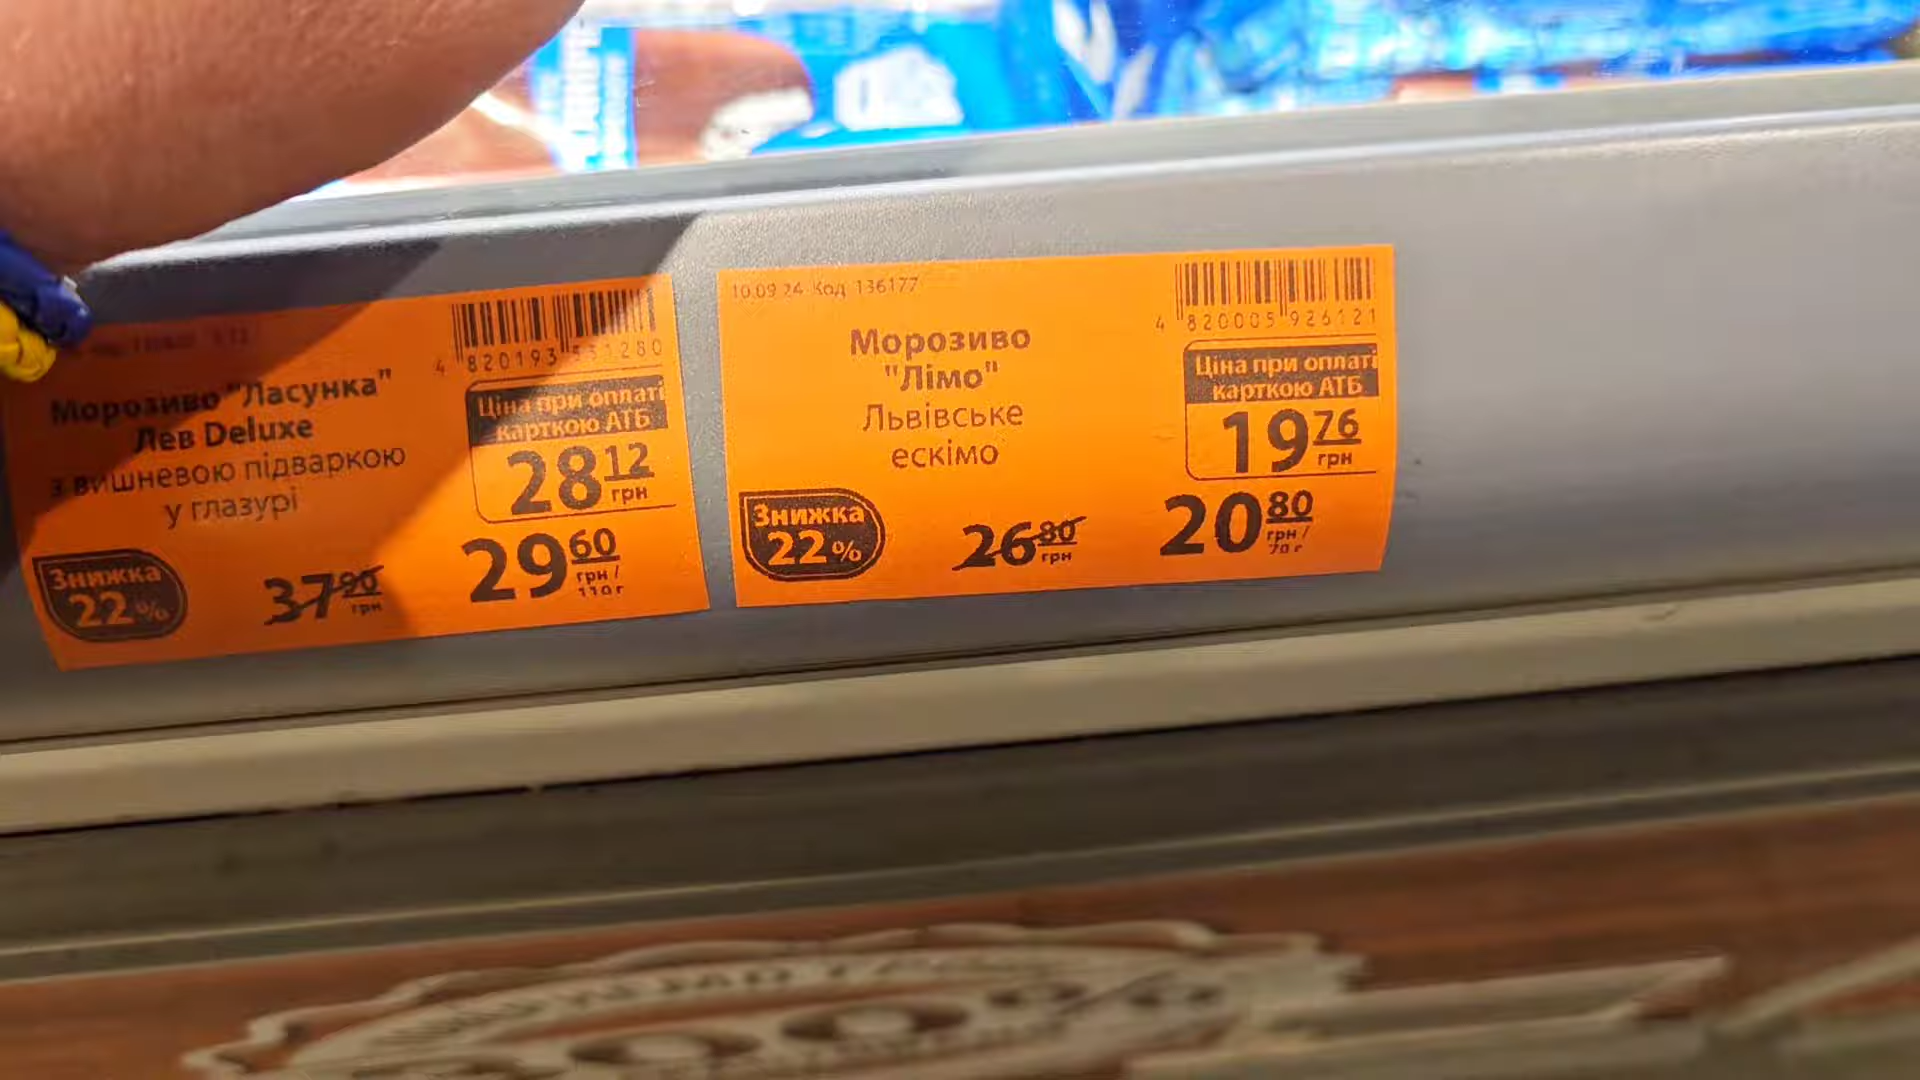 4 820193 551280
Морозиво "Ласунка"
Лев Deluxe
з вишневою підваркою
у глазурі
Ціна при оплаті
карткою АТБ
28 12
грн
Знижка
22%
37 90
грн
29 60
грн /
110 г
10.09.24 Код 136177
4 820005 926121
Морозиво
"Лімо"
Львівське
ескімо
Ціна при оплаті
карткою АТБ
19 76
грн
Знижка
22%
26 80
грн
20 80
грн /
70 г